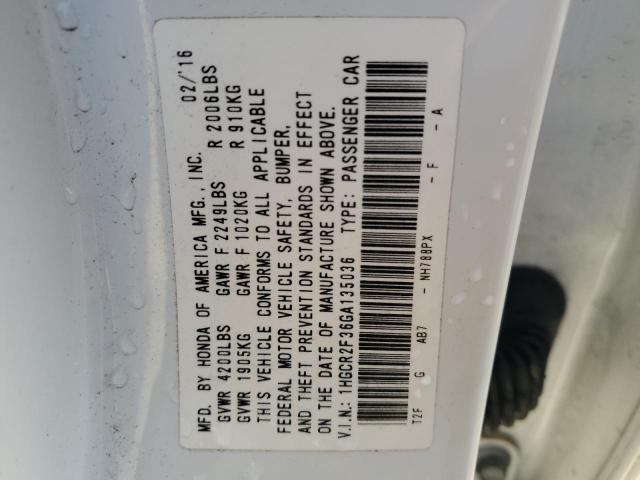 MFD. BY HONDA OF AMERICA MFG., INC. 02/'16
GVWR 4200LBS GAWR F 2249LBS R 2006LBS
GVWR 1905KG GAWR F 1020KG R 910KG
THIS VEHICLE CONFORMS TO ALL APPLICABLE
FEDERAL MOTOR VEHICLE SAFETY, BUMPER,
AND THEFT PREVENTION STANDARDS IN EFFECT
ON THE DATE OF MANUFACTURE SHOWN ABOVE.
V.I.N.: 1HGCR2F36GA135036 TYPE: PASSENGER CAR
T2F G AB7 - NH788PX - F - A